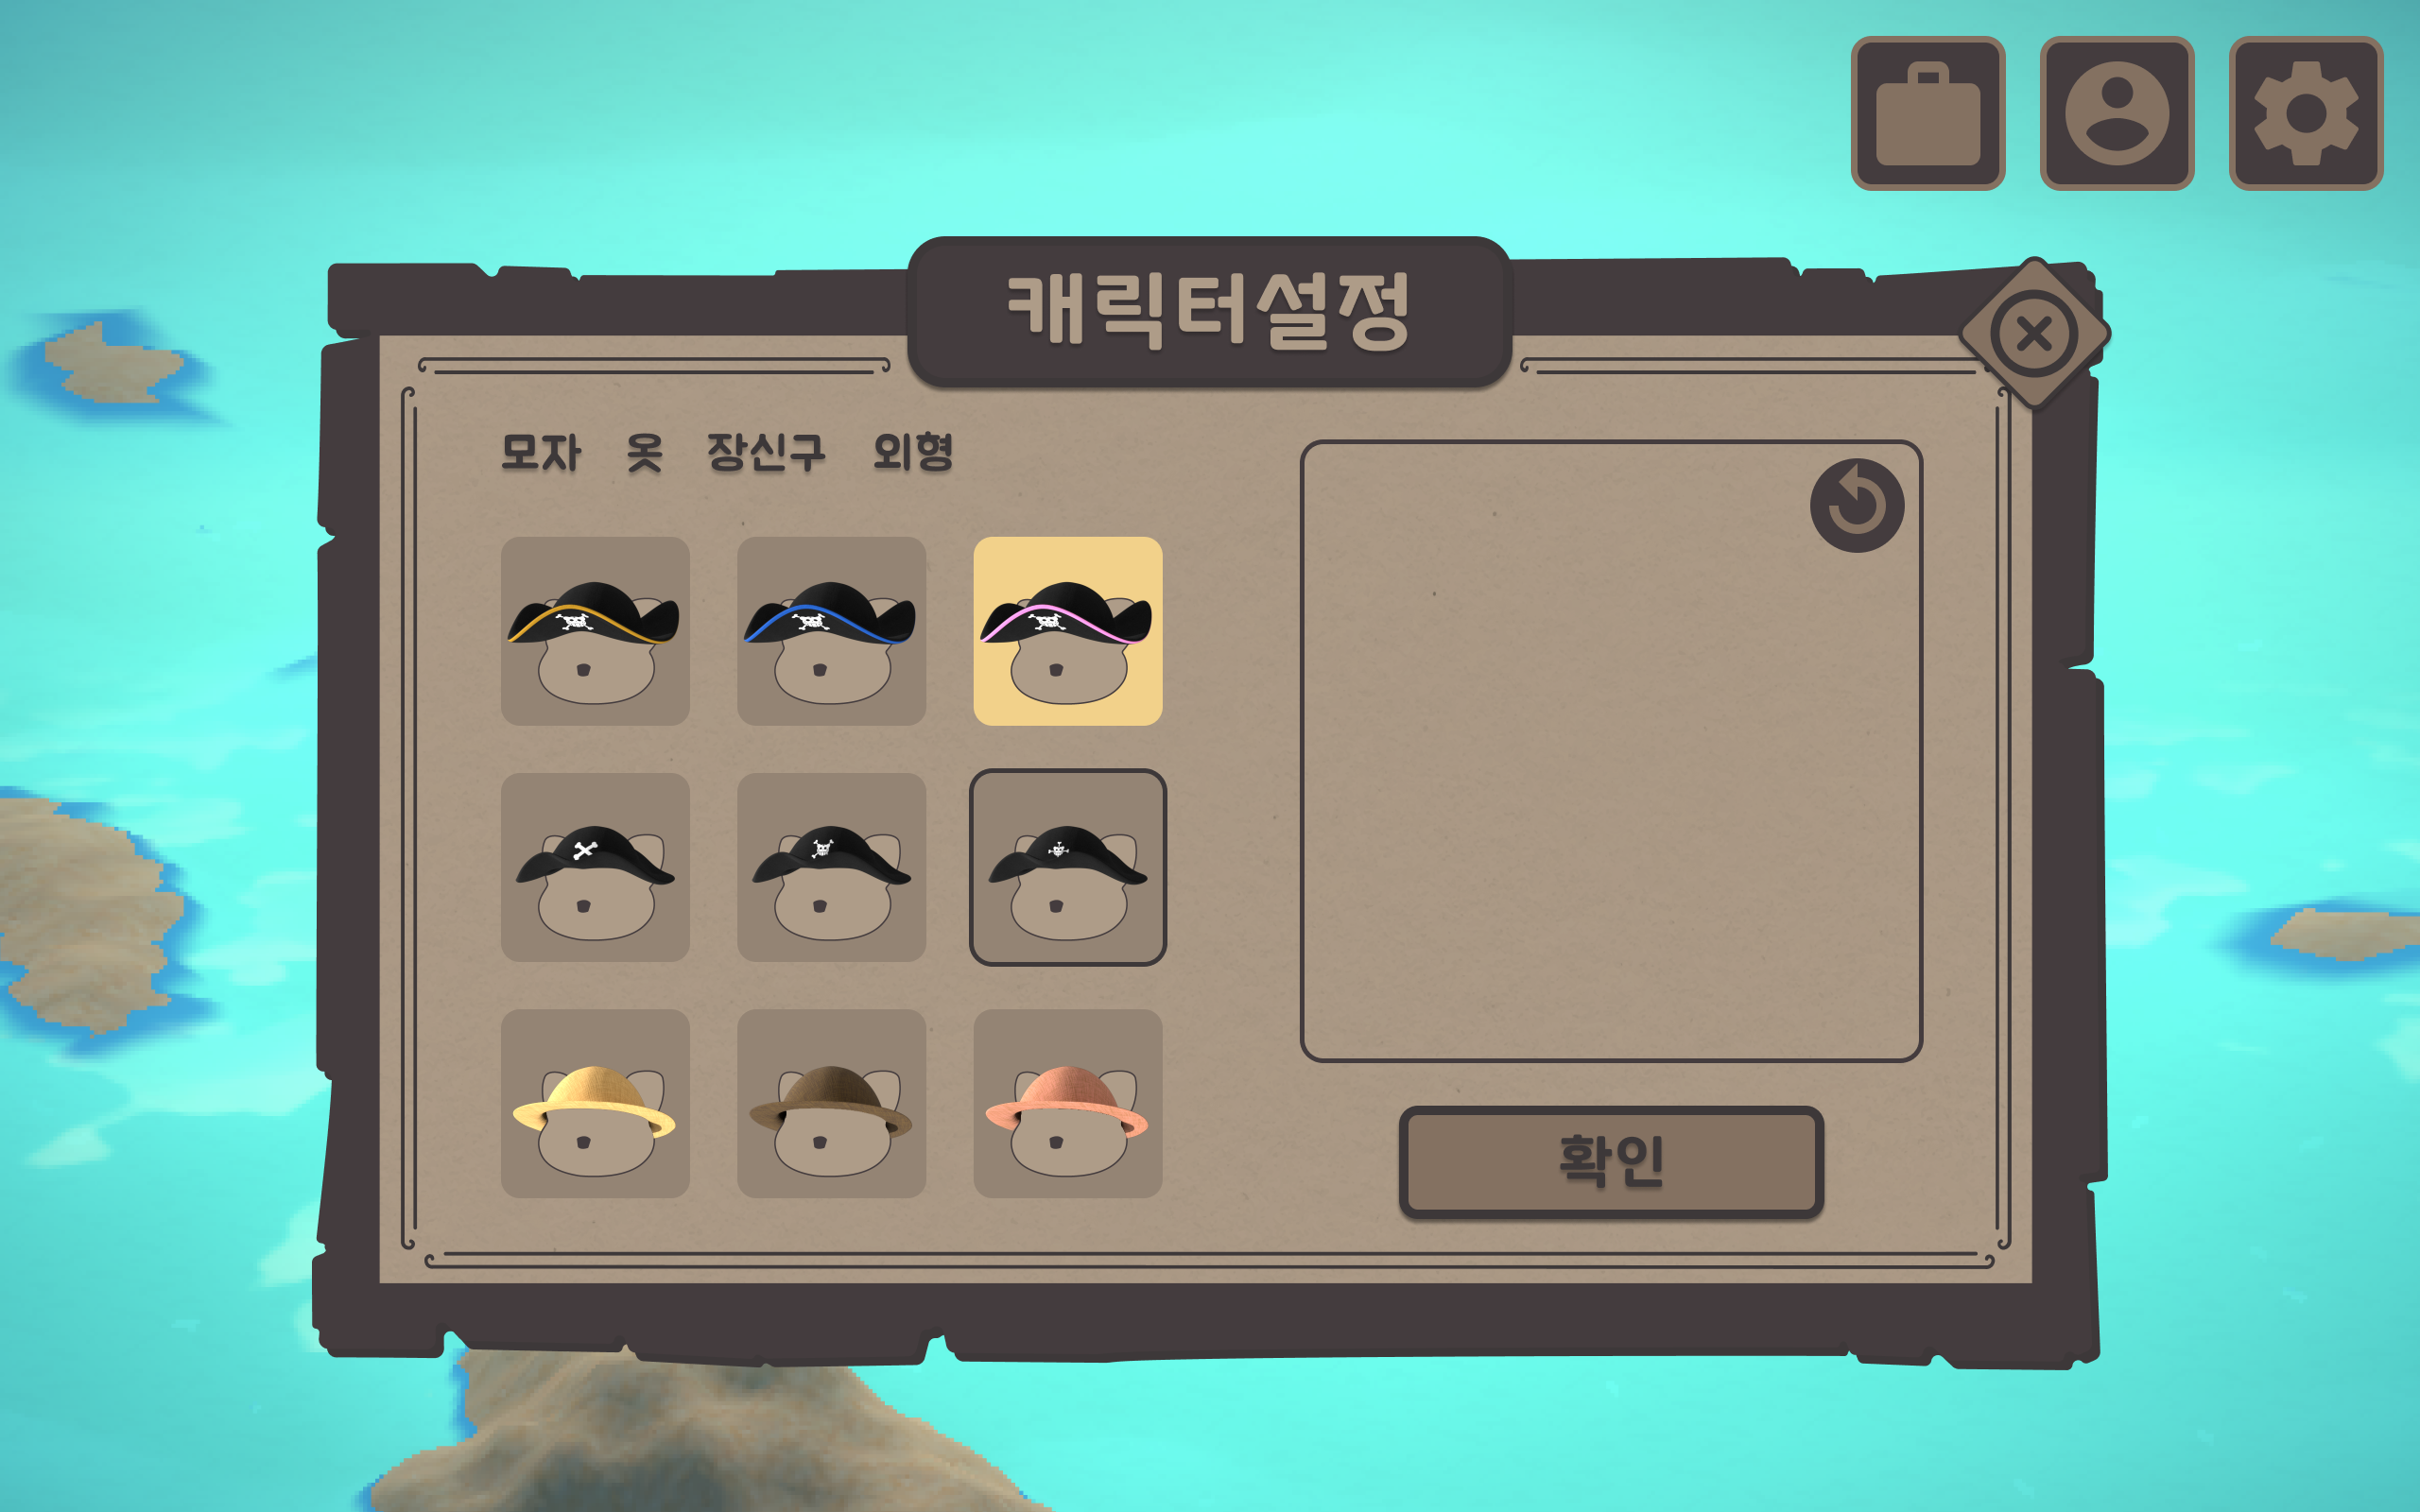 캐릭터설정
모자 옷 장신구 외형
확인